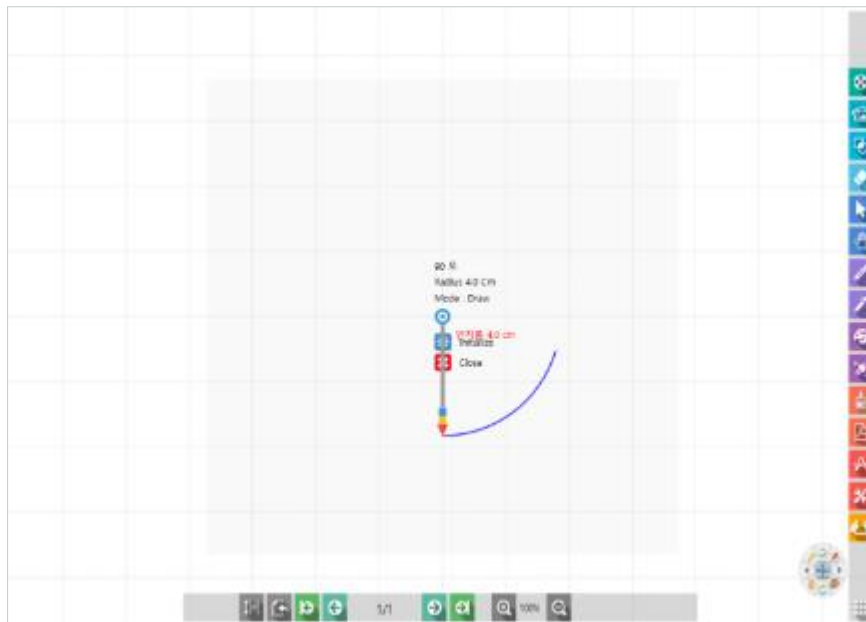 90 도
Radius 4.0 Cm
Mode : Draw
반지름 4.0 cm
Initialize
Close
1/1
100%